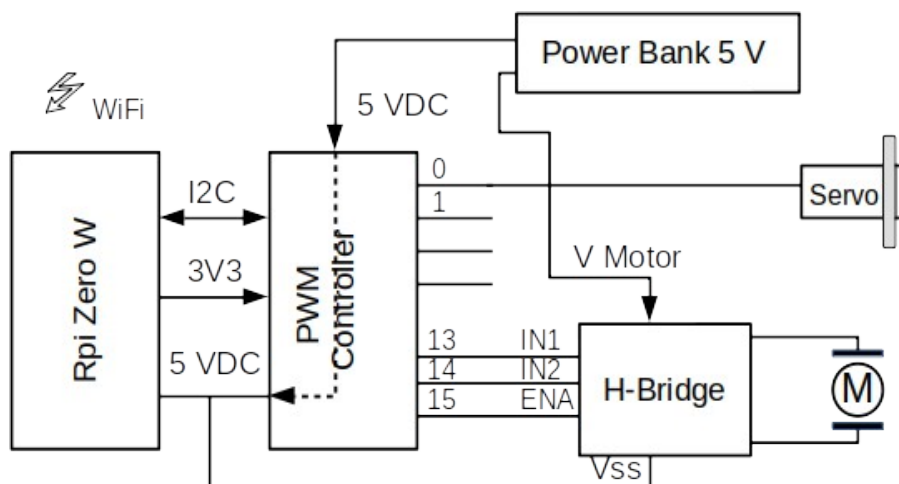 Power Bank 5 V
WiFi
5 VDC
0
I2C
1
Servo
Rpi Zero W
PWM
Controller
3V3
V Motor
13 IN1
5 VDC
14 IN2
15 ENA
H-Bridge
M
Vss